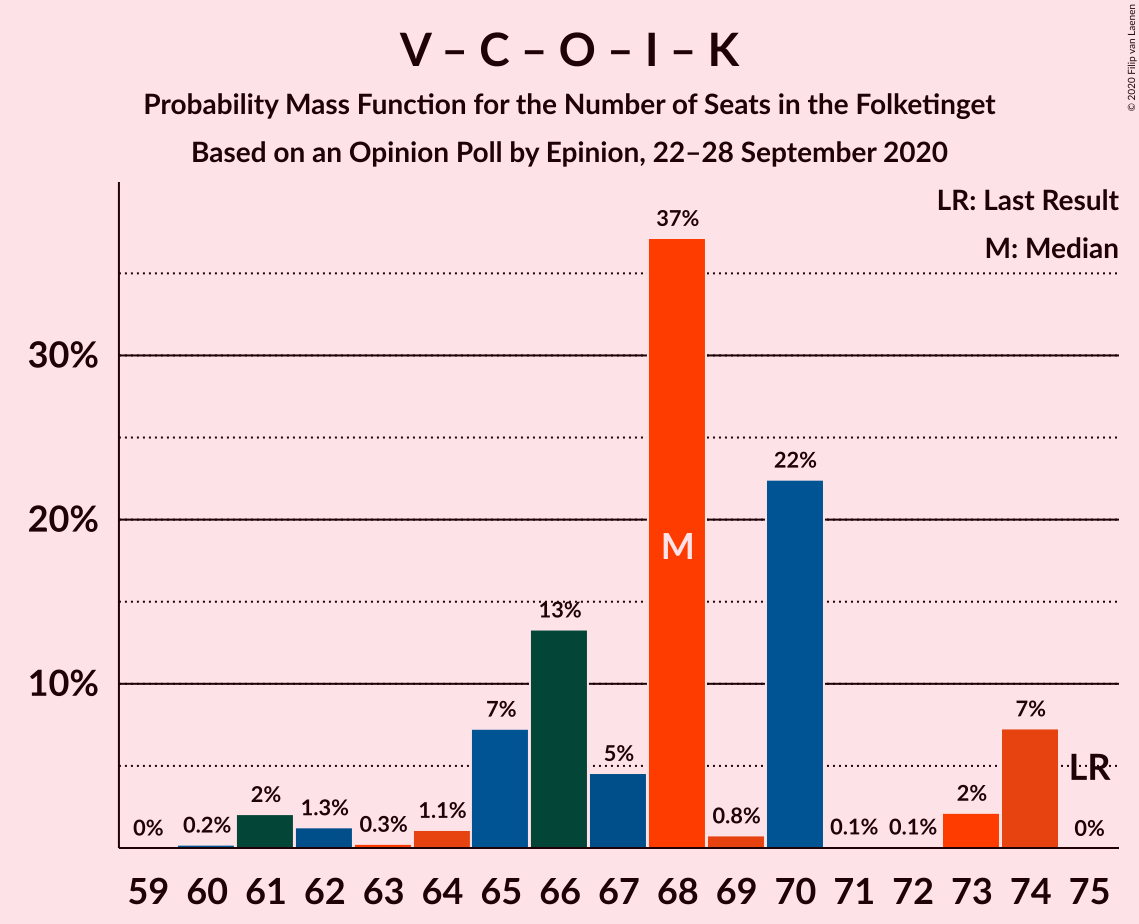 V – C – O – I – K
Probability Mass Function for the Number of Seats in the Folketinget
Based on an Opinion Poll by Epinion, 22–28 September 2020
© 2020 Filip van Laenen
LR: Last Result
M: Median
30%
20%
10%
0%
0.2%
2%
1.3%
0.3%
1.1%
7%
13%
5%
37%
M
0.8%
22%
0.1%
0.1%
2%
7%
LR
0%
59 60 61 62 63 64 65 66 67 68 69 70 71 72 73 74 75